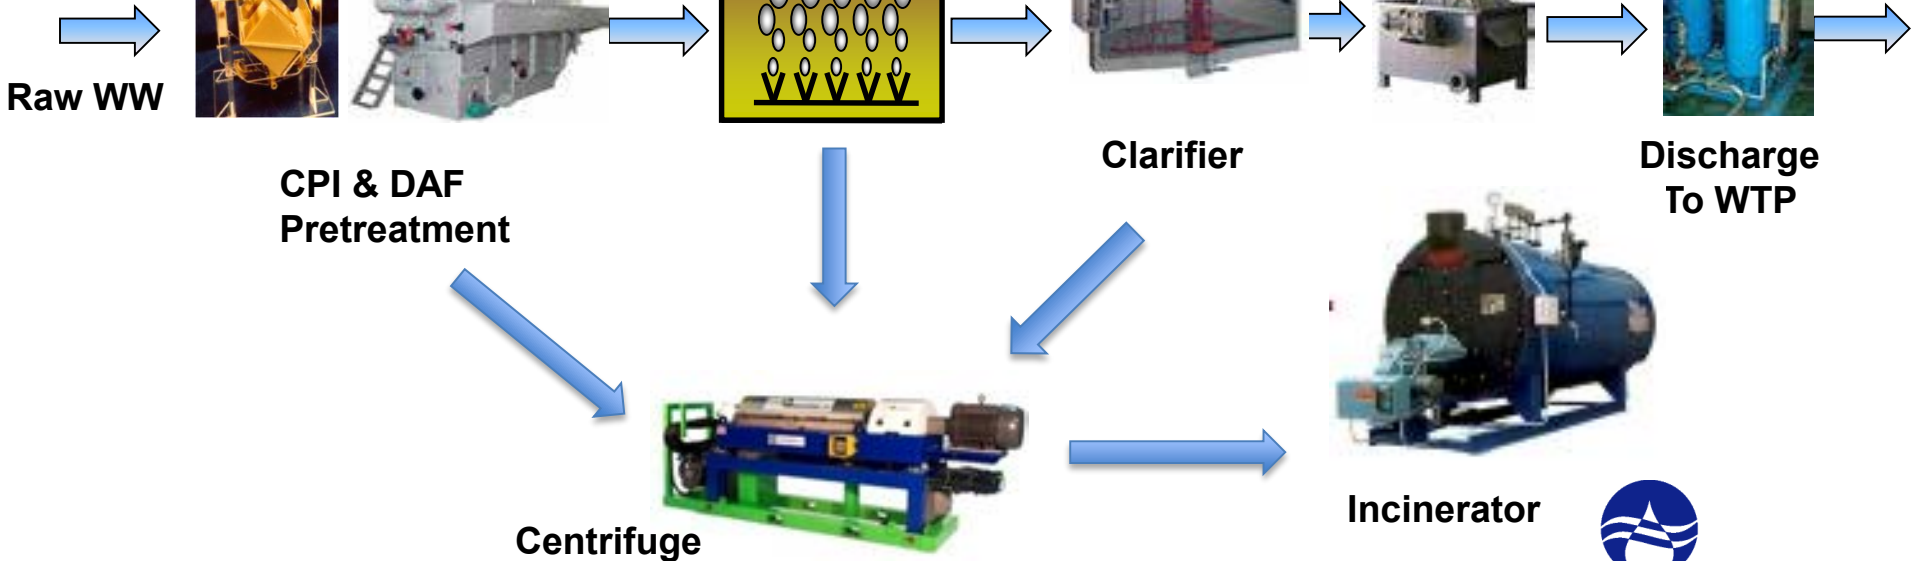 Raw WW
CPI & DAF
Pretreatment
Clarifier
Discharge
To WTP
Centrifuge
Incinerator